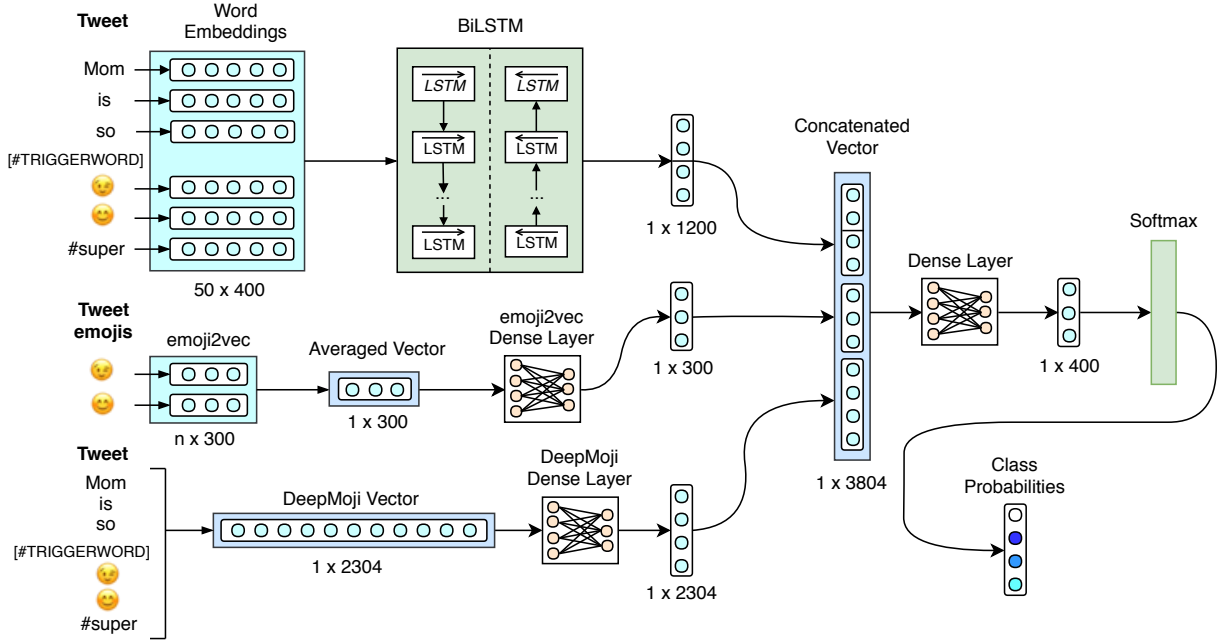 Tweet
Word
Embeddings
BiLSTM
Mom
is
so
[#TRIGGERWORD]
#super
LSTM
LSTM
...
LSTM
LSTM
LSTM
...
LSTM
50 x 400
1 x 1200
Concatenated
Vector
1 x 3804
Dense Layer
1 x 400
Softmax
Class
Probabilities
Tweet
emojis
emoji2vec
n x 300
Averaged Vector
1 x 300
emoji2vec
Dense Layer
1 x 300
Tweet
Mom
is
so
[#TRIGGERWORD]
#super
DeepMoji Vector
1 x 2304
DeepMoji
Dense Layer
1 x 2304